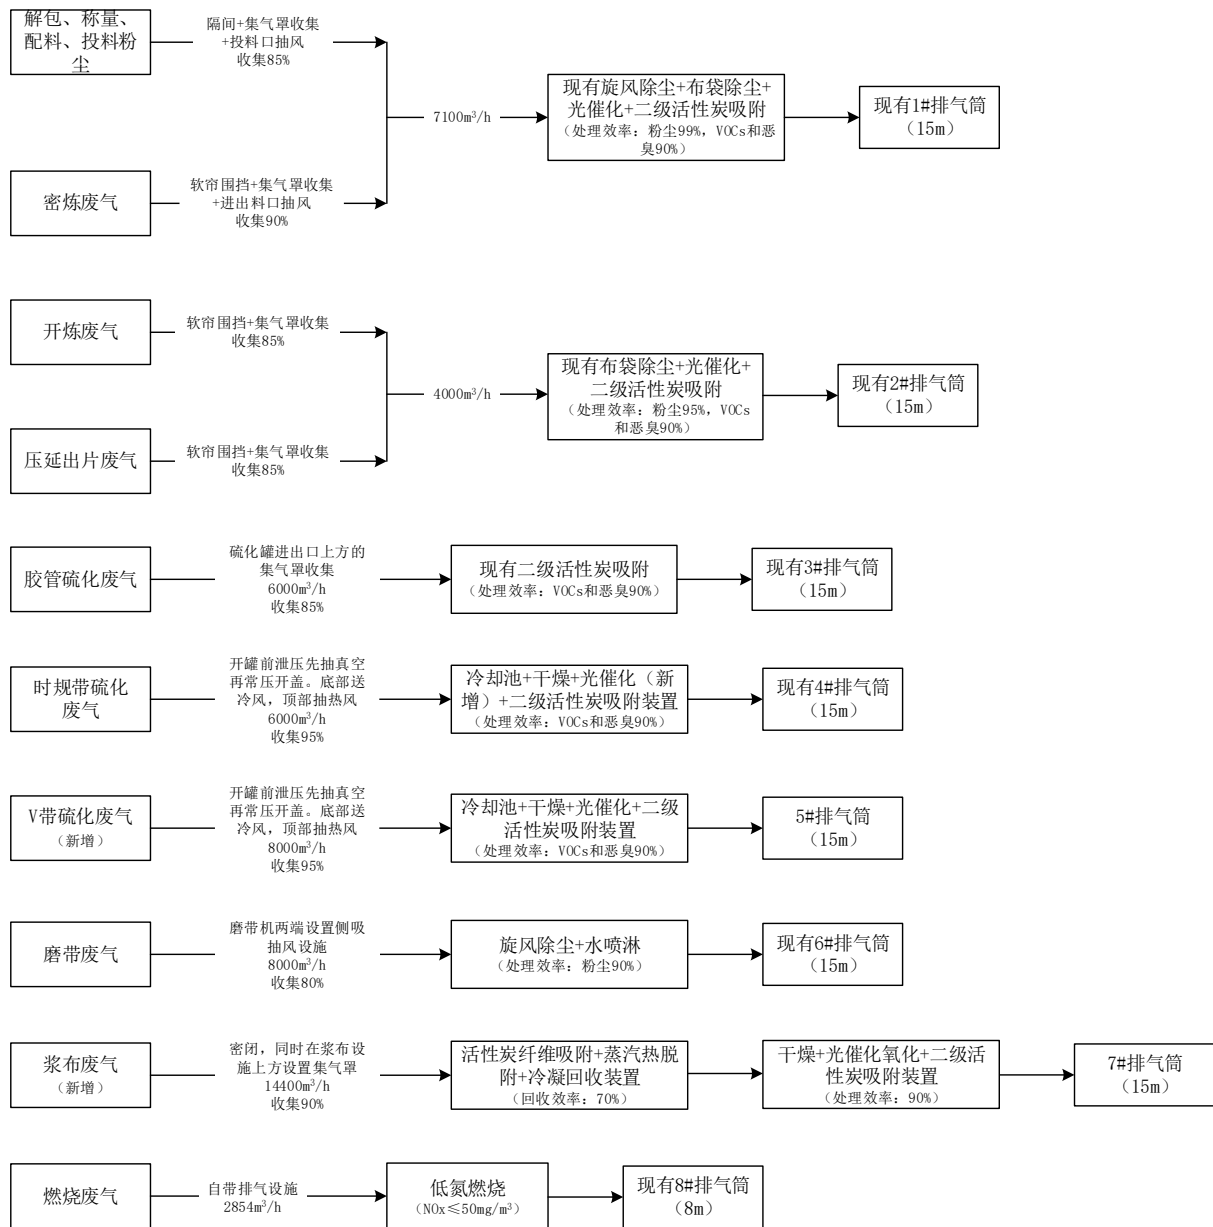 解包、称量、
配料、投料粉
尘
隔间+集气罩收集
+投料口抽风
收集85%
7100m³/h
现有旋风除尘+布袋除尘+
光催化+二级活性炭吸附
（处理效率：粉尘99%，VOCs和恶
臭90%）
现有1#排气筒
（15m）
密炼废气
软帘围挡+集气罩收集
+进出料口抽风
收集90%
开炼废气
软帘围挡+集气罩收集
收集85%
4000m³/h
现有布袋除尘+光催化+
二级活性炭吸附
（处理效率：粉尘95%，VOCs
和恶臭90%）
现有2#排气筒
（15m）
压延出片废气
软帘围挡+集气罩收集
收集85%
胶管硫化废气
硫化罐进出口上方的
集气罩收集
6000m³/h
收集85%
现有二级活性炭吸附
（处理效率：VOCs和恶臭90%）
现有3#排气筒
（15m）
时规带硫化
废气
开罐前泄压先抽真空
再常压开盖。底部送
冷风，顶部抽热风
6000m³/h
收集95%
冷却池+干燥+光催化（新
增）+二级活性炭吸附装置
（处理效率：VOCs和恶臭90%）
现有4#排气筒
（15m）
V带硫化废气
（新增）
开罐前泄压先抽真空
再常压开盖。底部送
冷风，顶部抽热风
8000m³/h
收集95%
冷却池+干燥+光催化+二级
活性炭吸附装置
（处理效率：VOCs和恶臭90%）
5#排气筒
（15m）
磨带废气
磨带机两端设置侧吸
抽风设施
8000m³/h
收集80%
旋风除尘+水喷淋
（处理效率：粉尘90%）
现有6#排气筒
（15m）
浆布废气
（新增）
密闭，同时在浆布设
施上方设置集气罩
14400m³/h
收集90%
活性炭纤维吸附+蒸汽热脱
附+冷凝回收装置
（回收效率：70%）
干燥+光催化氧化+二级活
性炭吸附装置
（处理效率：90%）
7#排气筒
（15m）
燃烧废气
自带排气设施
2854m³/h
低氮燃烧
（NOx≤50mg/m³）
现有8#排气筒
（8m）